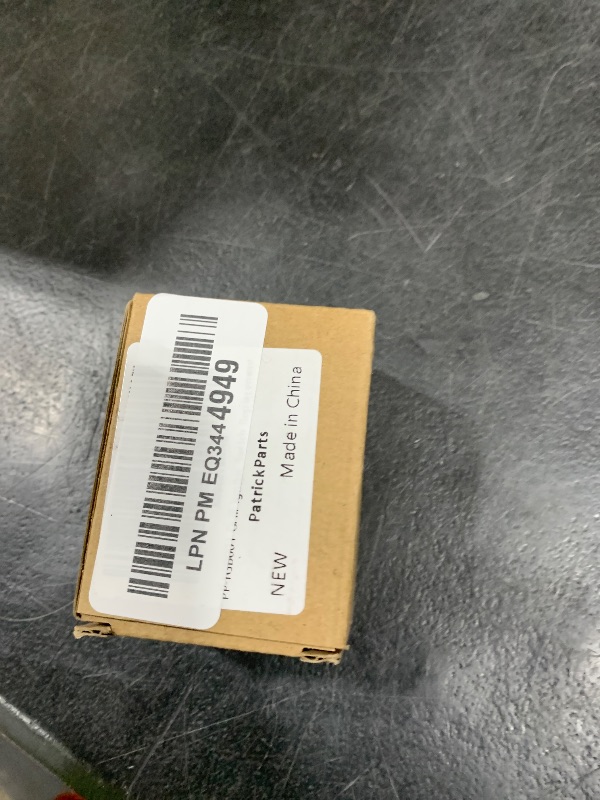 LPN PM EQ3444949
PatrickParts
NEW
Made in China